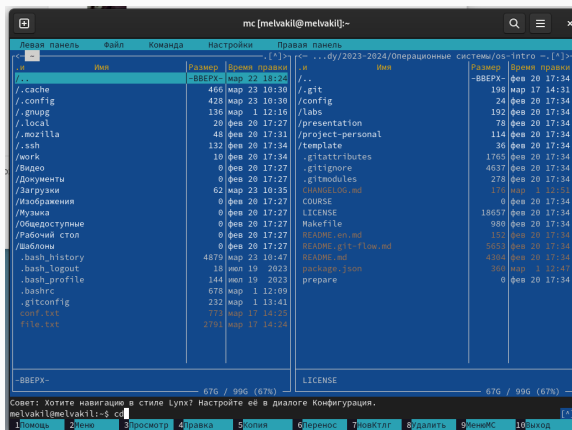 mc [melvakil@melvakil]:~
Левая панель Файл Команда Настройки Правая панель
<— ~ .[^]> <— ...dy/2023-2024/Операционные системы/os-intro —.[^]>
.и Имя Размер Время правки .и Имя Размер Время правки
/.. -ВВЕРХ- мар 22 18:24 /.. -ВВЕРХ- фев 20 17:34
/.cache 466 мар 23 10:30 /.git 198 мар 17 14:31
/.config 428 мар 23 10:30 /config 24 фев 20 17:34
/.gnupg 136 мар 1 12:16 /labs 192 фев 20 17:34
/.local 20 фев 20 17:27 /presentation 78 фев 20 17:34
/.mozilla 48 фев 20 17:31 /project-personal 114 фев 20 17:34
/.ssh 132 фев 20 17:34 /template 36 фев 20 17:34
/work 10 фев 20 17:34 .gitattributes 1765 фев 20 17:34
/Видео 0 фев 20 17:27 .gitignore 4637 фев 20 17:34
/Документы 0 фев 20 17:27 .gitmodules 278 фев 20 17:34
/Загрузки 62 мар 23 10:35 CHANGELOG.md 176 мар 1 12:51
/Изображения 0 фев 20 17:27 COURSE 0 фев 20 17:34
/Музыка 0 фев 20 17:27 LICENSE 18657 фев 20 17:34
/Общедоступные 0 фев 20 17:27 Makefile 980 фев 20 17:34
/Рабочий стол 0 фев 20 17:27 README.en.md 152 фев 20 17:34
/Шаблоны 0 фев 20 17:27 README.git-flow.md 5653 фев 20 17:34
.bash_history 4879 мар 23 10:47 README.md 4304 фев 20 17:34
.bash_logout 18 июл 19 2023 package.json 360 мар 1 12:47
.bash_profile 144 июл 19 2023 prepare 0 фев 20 17:34
.bashrc 678 мар 1 12:09
.gitconfig 232 мар 1 13:41
conf.txt 773 мар 17 14:25
file.txt 2791 мар 17 14:24
-ВВЕРХ- LICENSE
67G / 99G (67%) 67G / 99G (67%)
Совет: Хотите навигацию в стиле Lynx? Настройте её в диалоге Конфигурация.
melvakil@melvakil:~$ cd [^]
1Помощь 2Меню 3Просмотр 4Правка 5Копия 6Перенос 7НовКтлг 8Удалить 9МенюMC 10Выход